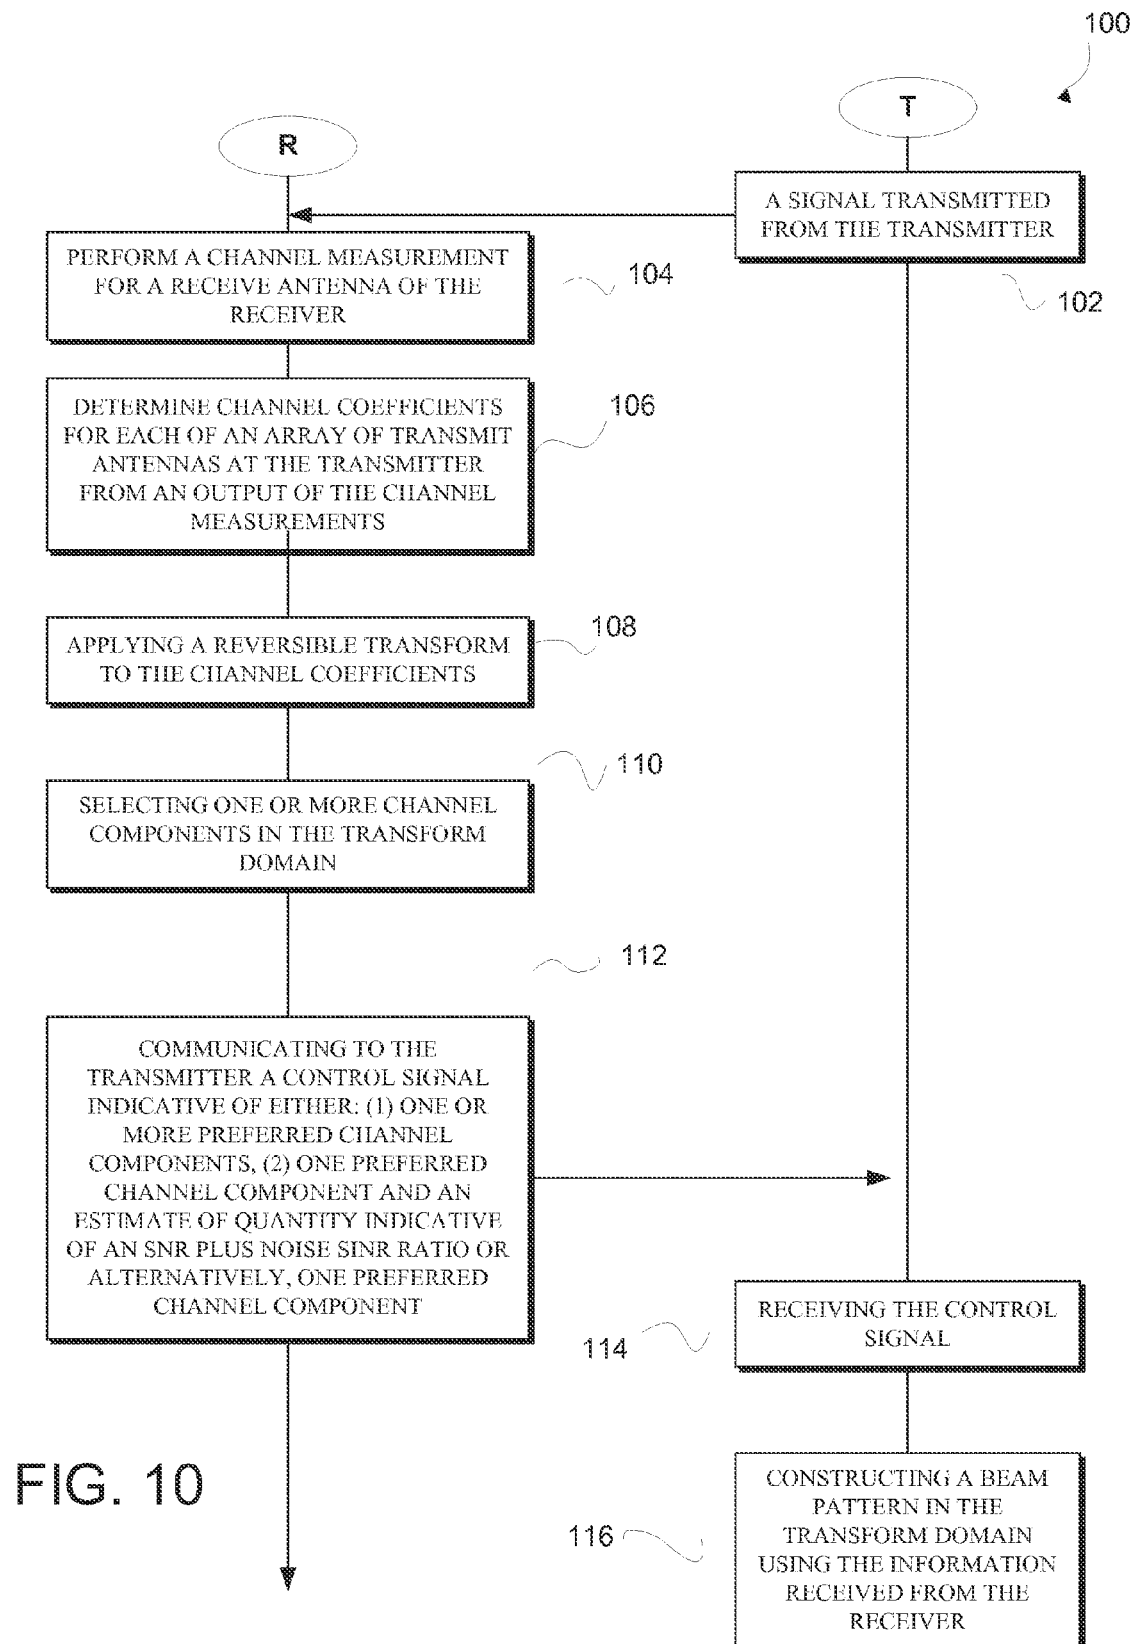 100
T
R
A SIGNAL TRANSMITTED
FROM THE TRANSMITTER
102
PERFORM A CHANNEL MEASUREMENT
FOR A RECEIVE ANTENNA OF THE
RECEIVER
104
DETERMINE CHANNEL COEFFICIENTS
FOR EACH OF AN ARRAY OF TRANSMIT
ANTENNAS AT THE TRANSMITTER
FROM AN OUTPUT OF THE CHANNEL
MEASUREMENTS
106
APPLYING A REVERSIBLE TRANSFORM
TO THE CHANNEL COEFFICIENTS
108
110
SELECTING ONE OR MORE CHANNEL
COMPONENTS IN THE TRANSFORM
DOMAIN
112
COMMUNICATING TO THE
TRANSMITTER A CONTROL SIGNAL
INDICATIVE OF EITHER: (1) ONE OR
MORE PREFERRED CHANNEL
COMPONENTS, (2) ONE PREFERRED
CHANNEL COMPONENT AND AN
ESTIMATE OF QUANTITY INDICATIVE
OF AN SNR PLUS NOISE SINR RATIO OR
ALTERNATIVELY, ONE PREFERRED
CHANNEL COMPONENT
RECEIVING THE CONTROL
SIGNAL
114
CONSTRUCTING A BEAM
PATTERN IN THE
TRANSFORM DOMAIN
USING THE INFORMATION
RECEIVED FROM THE
RECEIVER
116
FIG. 10